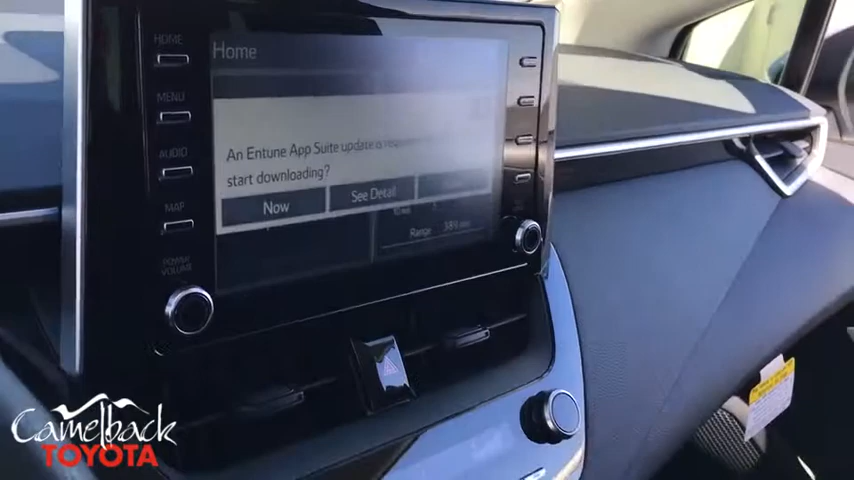 HOME
MENU
AUDIO
MAP
POWER
VOLUME
Home
An Entune App Suite update is
start downloading?
Now
See Detail
Range
Camelback
TOYOTA